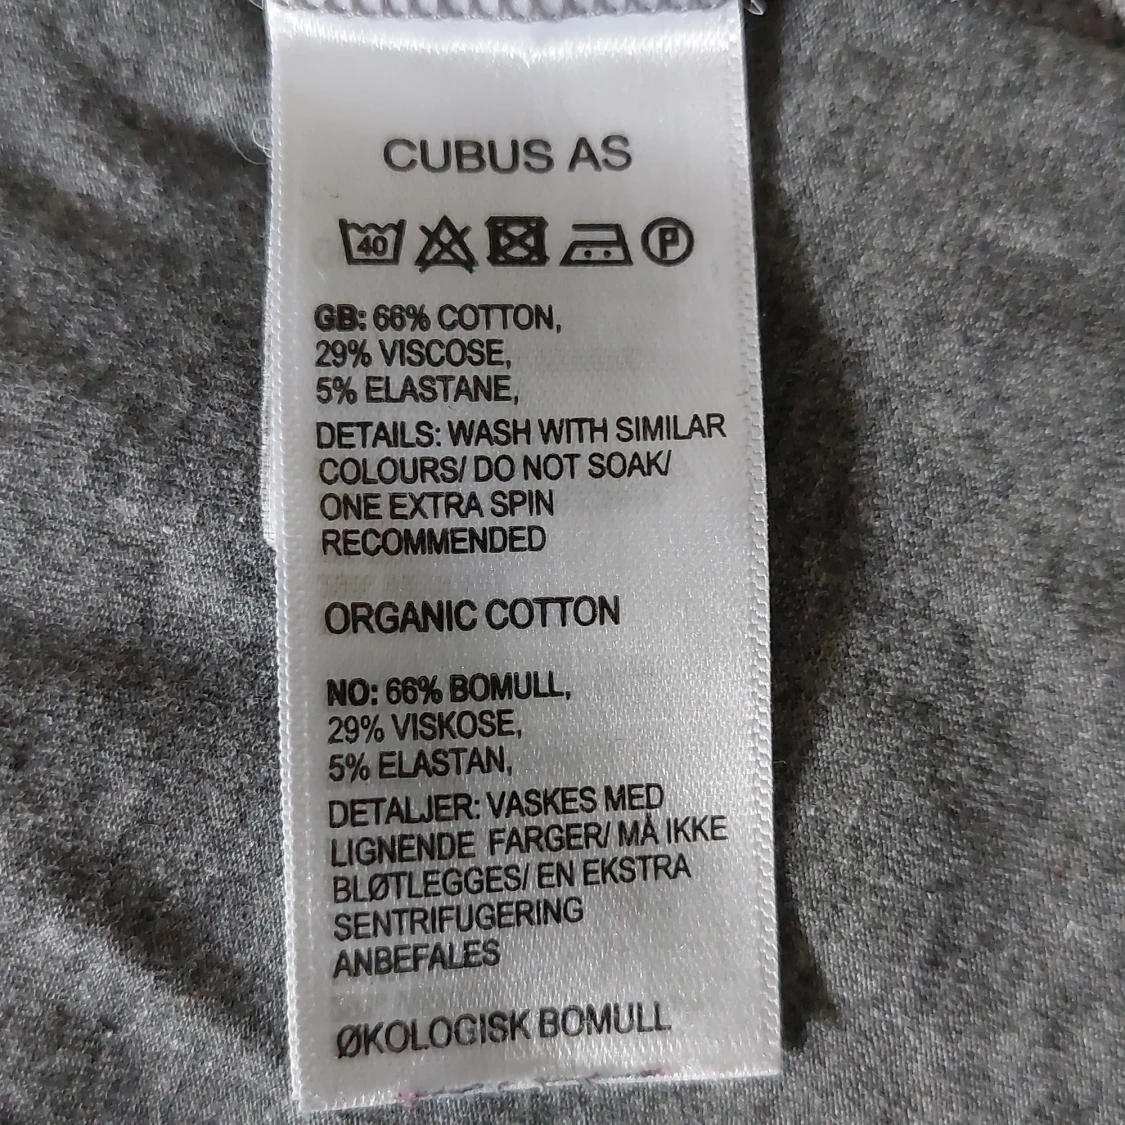 CUBUS AS
40 P
GB: 66% COTTON,
29% VISCOSE,
5% ELASTANE,
DETAILS: WASH WITH SIMILAR
COLOURS/ DO NOT SOAK/
ONE EXTRA SPIN
RECOMMENDED
ORGANIC COTTON
NO: 66% BOMULL,
29% VISKOSE,
5% ELASTAN,
DETALJER: VASKES MED
LIGNENDE FARGER/ MÅ IKKE
BLØTLEGGES/ EN EKSTRA
SENTRIFUGERING
ANBEFALES
ØKOLOGISK BOMULL